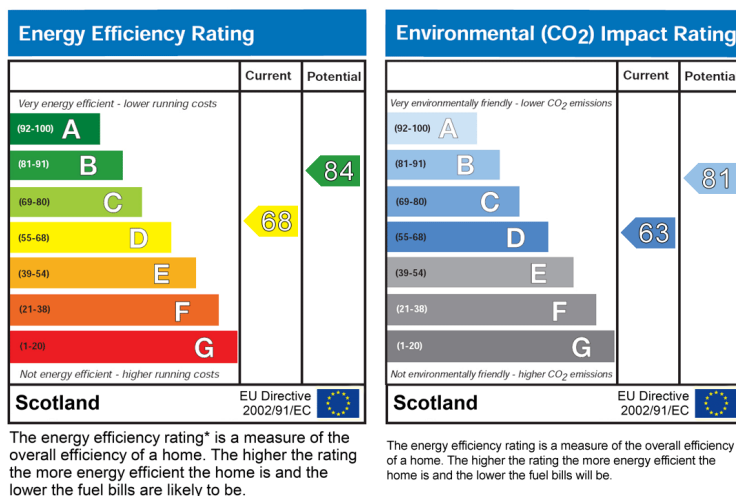 Energy Efficiency Rating
Current Potential
Very energy efficient - lower running costs
(92-100) A
(81-91) B
84
(69-80) C
68
(55-68) D
(39-54) E
(21-38) F
(1-20) G
Not energy efficient - higher running costs
Scotland
EU Directive
2002/91/EC
The energy efficiency rating* is a measure of the
overall efficiency of a home. The higher the rating
the more energy efficient the home is and the
lower the fuel bills are likely to be.
Environmental (CO2) Impact Rating
Current Potentia
Very environmentally friendly - lower CO2 emissions
(92-100) A
(81-91) B
81
(69-80) C
(55-68) D
63
(39-54) E
(21-38) F
(1-20) G
Not environmentally friendly - higher CO2 emissions
Scotland
EU Directive
2002/91/EC
The energy efficiency rating is a measure of the overall efficiency
of a home. The higher the rating the more energy efficient the
home is and the lower the fuel bills will be.